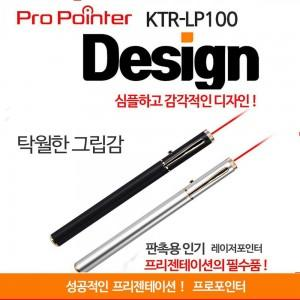 Pro Pointer KTR-LP100
Design
심플하고 감각적인 디자인 !
탁월한 그립감
판촉용 인기 레이저포인터
프리젠테이션의 필수품 !
성공적인 프리젠테이션 ! 프로포인터